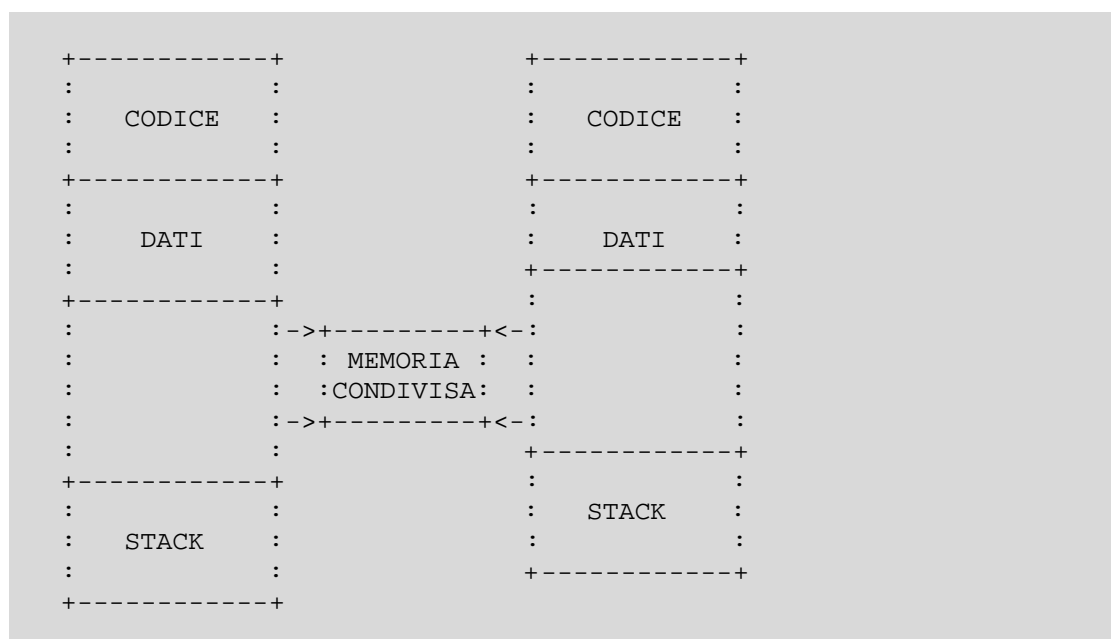 +------------+               +------------+
:            :               :            :
:   CODICE   :               :   CODICE   :
:            :               :            :
+------------+               +------------+
:            :               :            :
:    DATI    :               :    DATI    :
:            :               +------------+
+------------+               :            :
:            :->+---------+<-:            :
:            :  : MEMORIA :  :            :
:            :  :CONDIVISA:  :            :
:            :->+---------+<-:            :
:            :               +------------+
+------------+               :            :
:            :               :   STACK    :
:   STACK    :               :            :
:            :               +------------+
+------------+